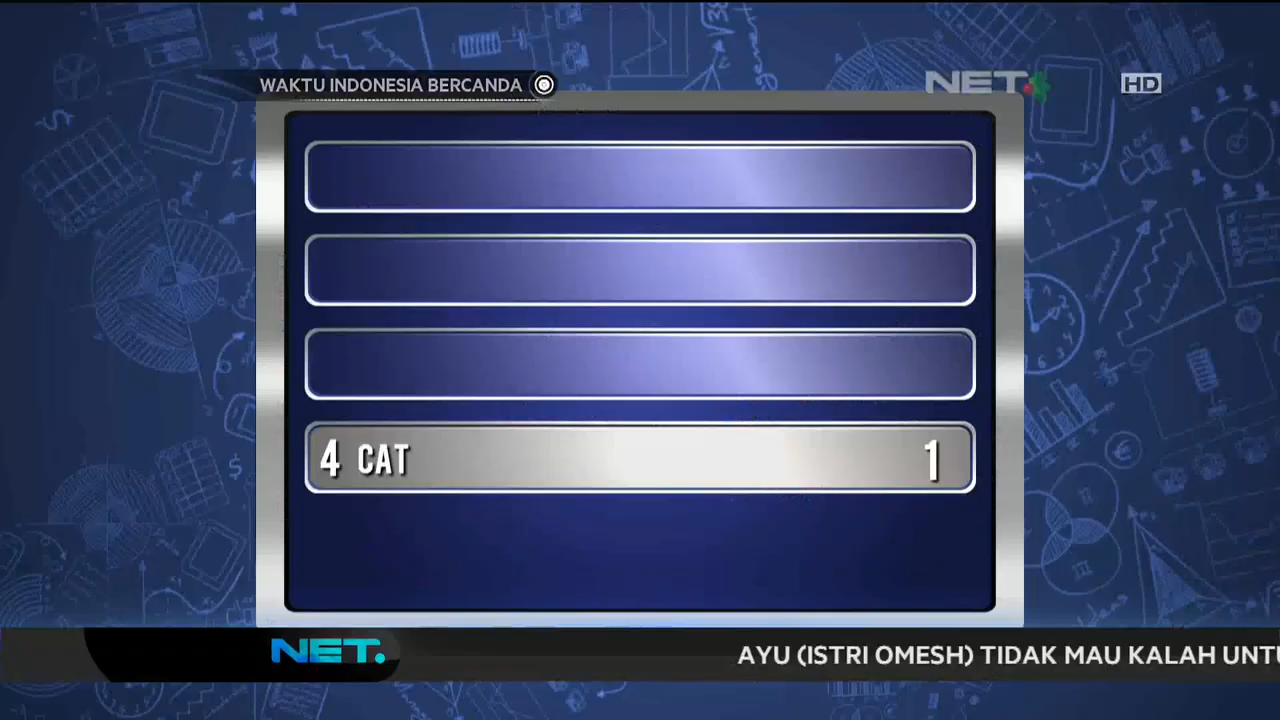 WAKTU INDONESIA BERCANDA
NET.
HD
4 CAT 1
NET.
AYU (ISTRI OMESH) TIDAK MAU KALAH UNTU